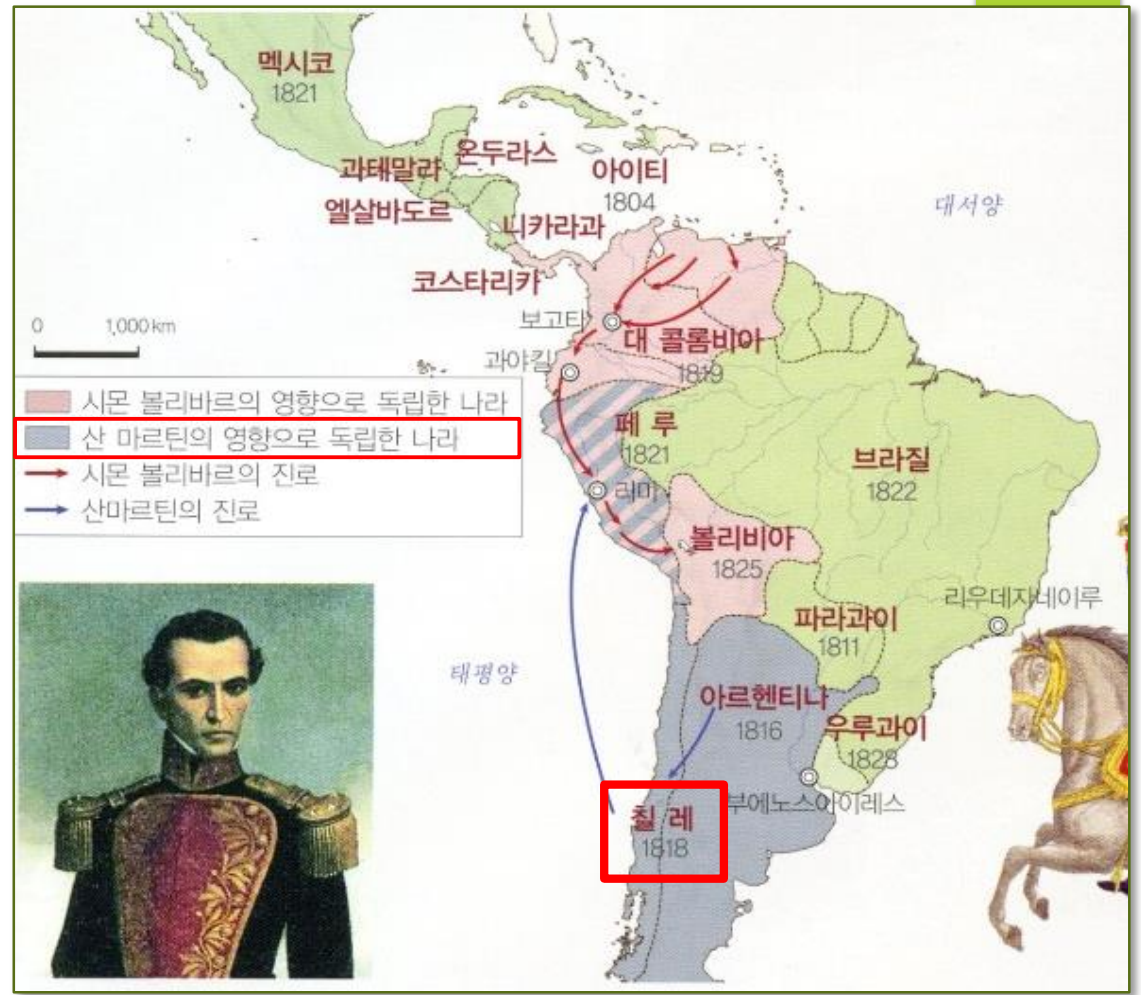 멕시코
1821
과테말라
온두라스
엘살바도르
니카라과
코스타리카
아이티
1804
대서양
0 1,000 km
보고타
대 콜롬비아
1819
과야킬
시몬 볼리바르의 영향으로 독립한 나라
산 마르틴의 영향으로 독립한 나라
시몬 볼리바르의 진로
산마르틴의 진로
페 루
1821
리마
브라질
1822
볼리비아
1825
리우데자네이루
파라과이
1811
태평양
아르헨티나
1816
우루과이
1828
부에노스아이레스
칠 레
1818